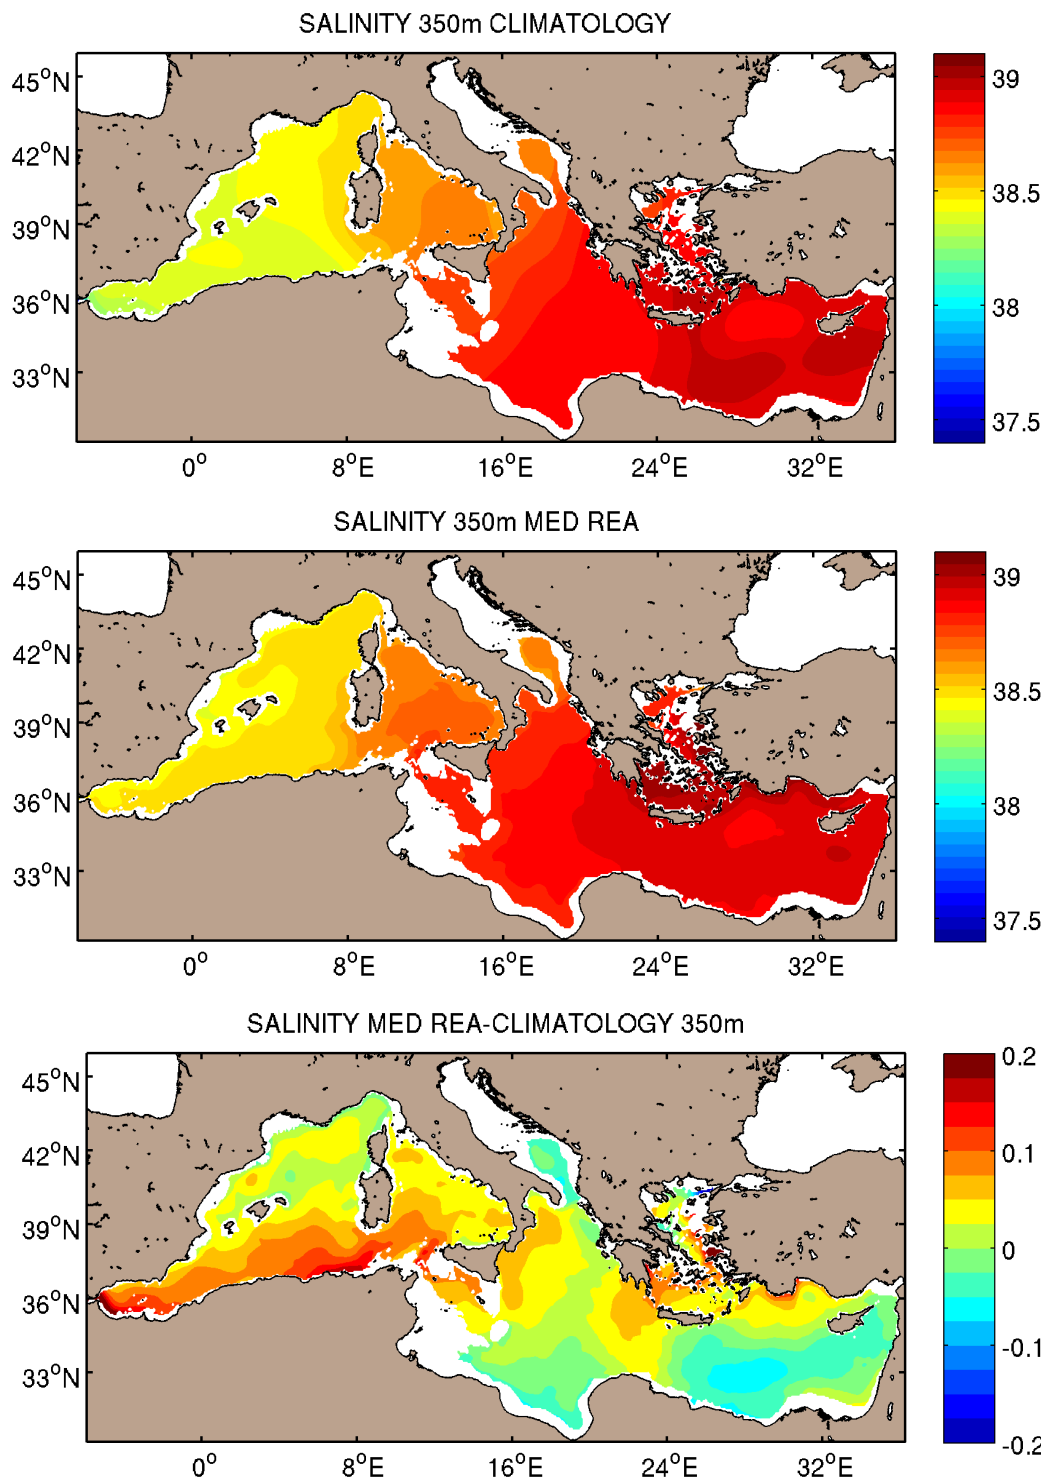 SALINITY 350m CLIMATOLOGY
45°N
42°N
39°N
36°N
33°N
0° 8°E 16°E 24°E 32°E
39
38.5
38
37.5
SALINITY 350m MED REA
45°N
42°N
39°N
36°N
33°N
0° 8°E 16°E 24°E 32°E
39
38.5
38
37.5
SALINITY MED REA-CLIMATOLOGY 350m
45°N
42°N
39°N
36°N
33°N
0° 8°E 16°E 24°E 32°E
0.2
0.1
0
-0.1
-0.2